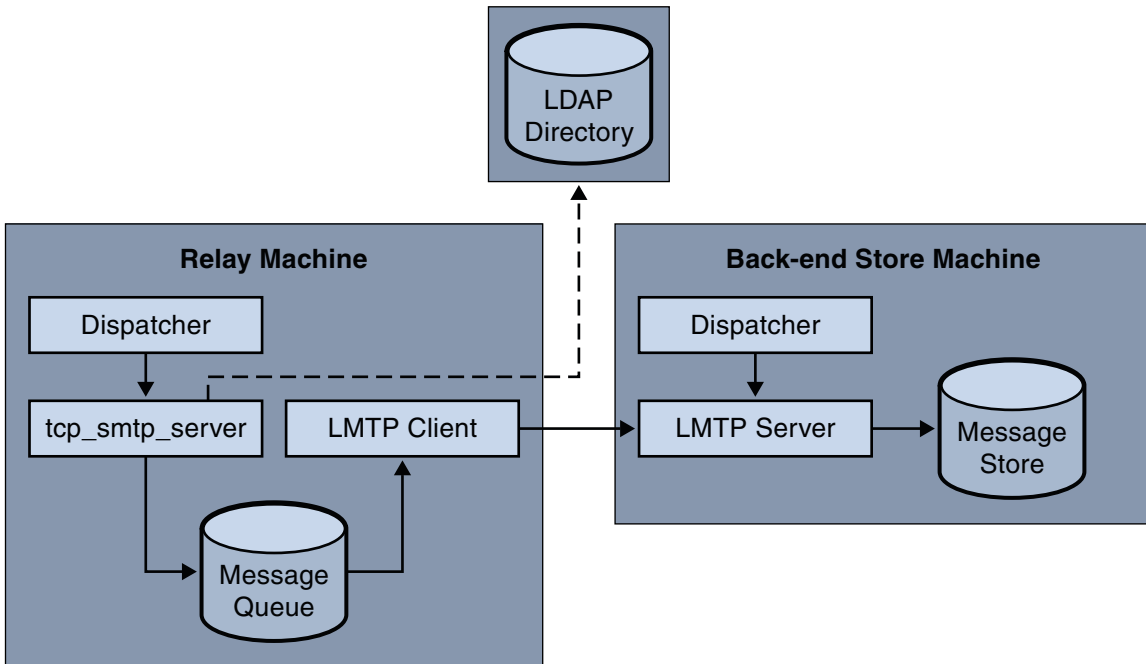 LDAP
Directory
Relay Machine
Dispatcher
tcp_smtp_server
LMTP Client
Message
Queue
Back-end Store Machine
Dispatcher
LMTP Server
Message
Store